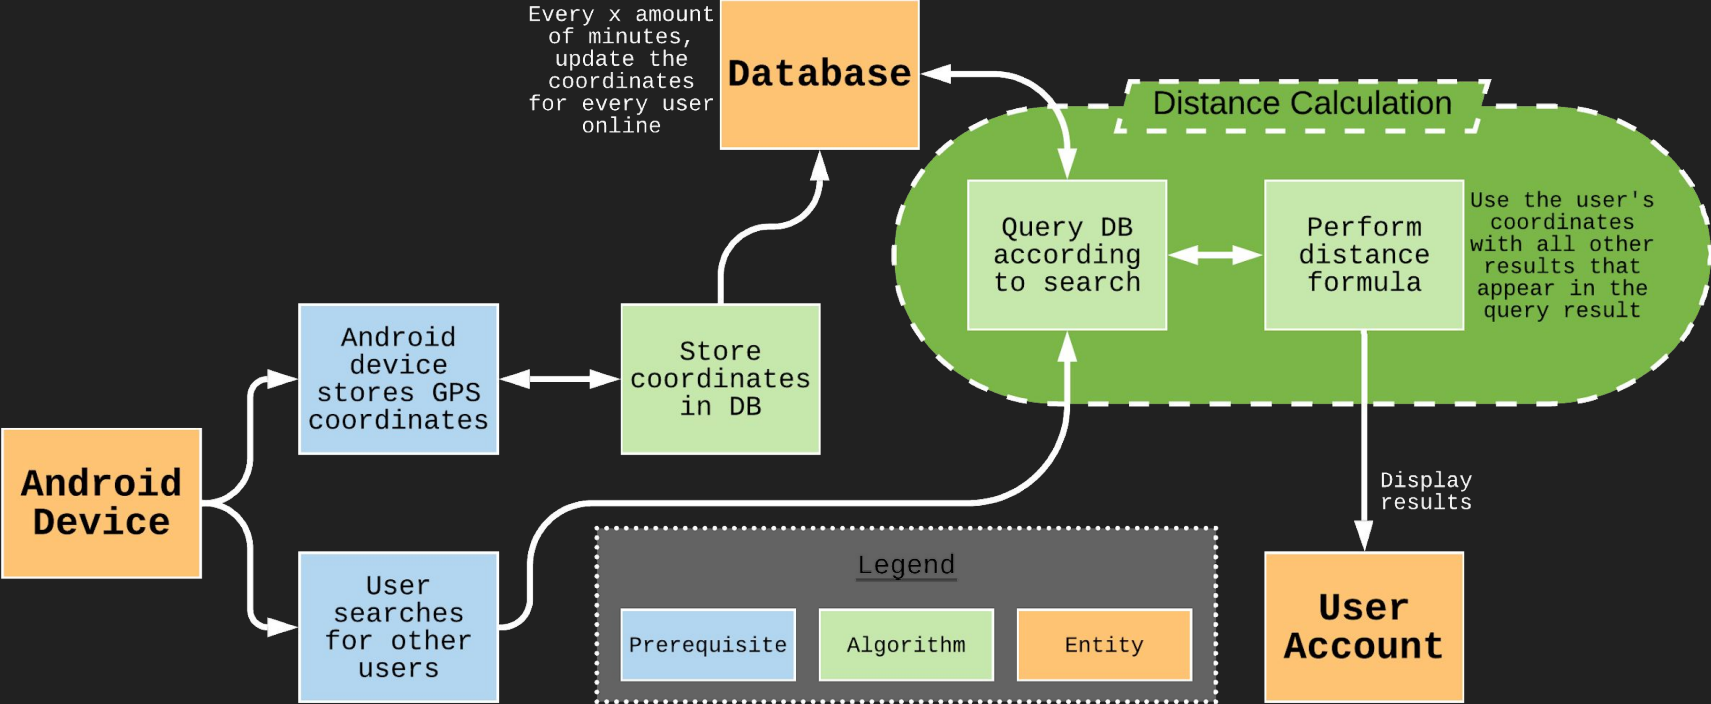 Every x amount
of minutes,
update the
coordinates
for every user
online
Database
Distance Calculation
Query DB
according
to search
Perform
distance
formula
Use the user's
coordinates
with all other
results that
appear in the
query result
Android
device
stores GPS
coordinates
Store
coordinates
in DB
Android
Device
Display
results
User
searches
for other
users
Legend
Prerequisite
Algorithm
Entity
User
Account